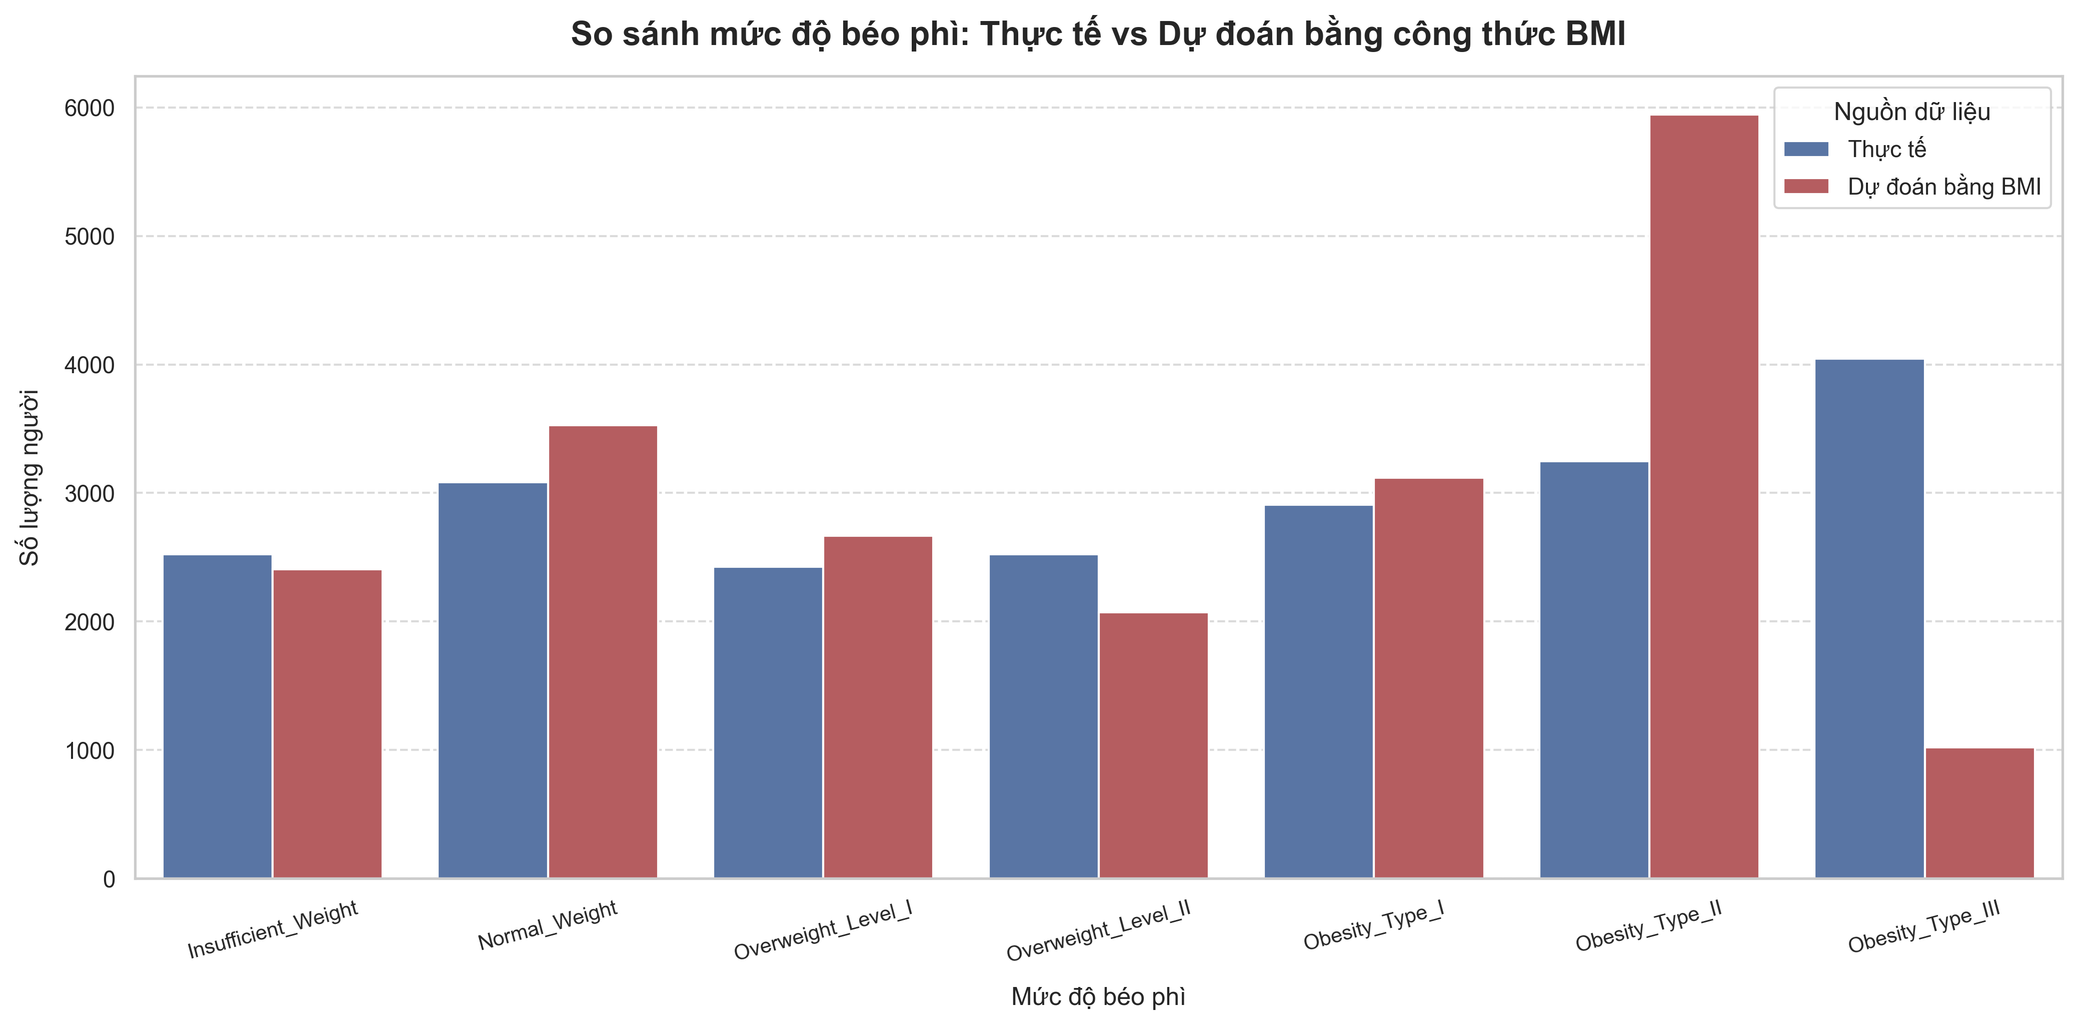 So sánh mức độ béo phì: Thực tế vs Dự đoán bằng công thức BMI
Nguồn dữ liệu
Thực tế
Dự đoán bằng BMI
Số lượng người
6000
5000
4000
3000
2000
1000
0
Insufficient_Weight
Normal_Weight
Overweight_Level_I
Overweight_Level_II
Obesity_Type_I
Obesity_Type_II
Obesity_Type_III
Mức độ béo phì